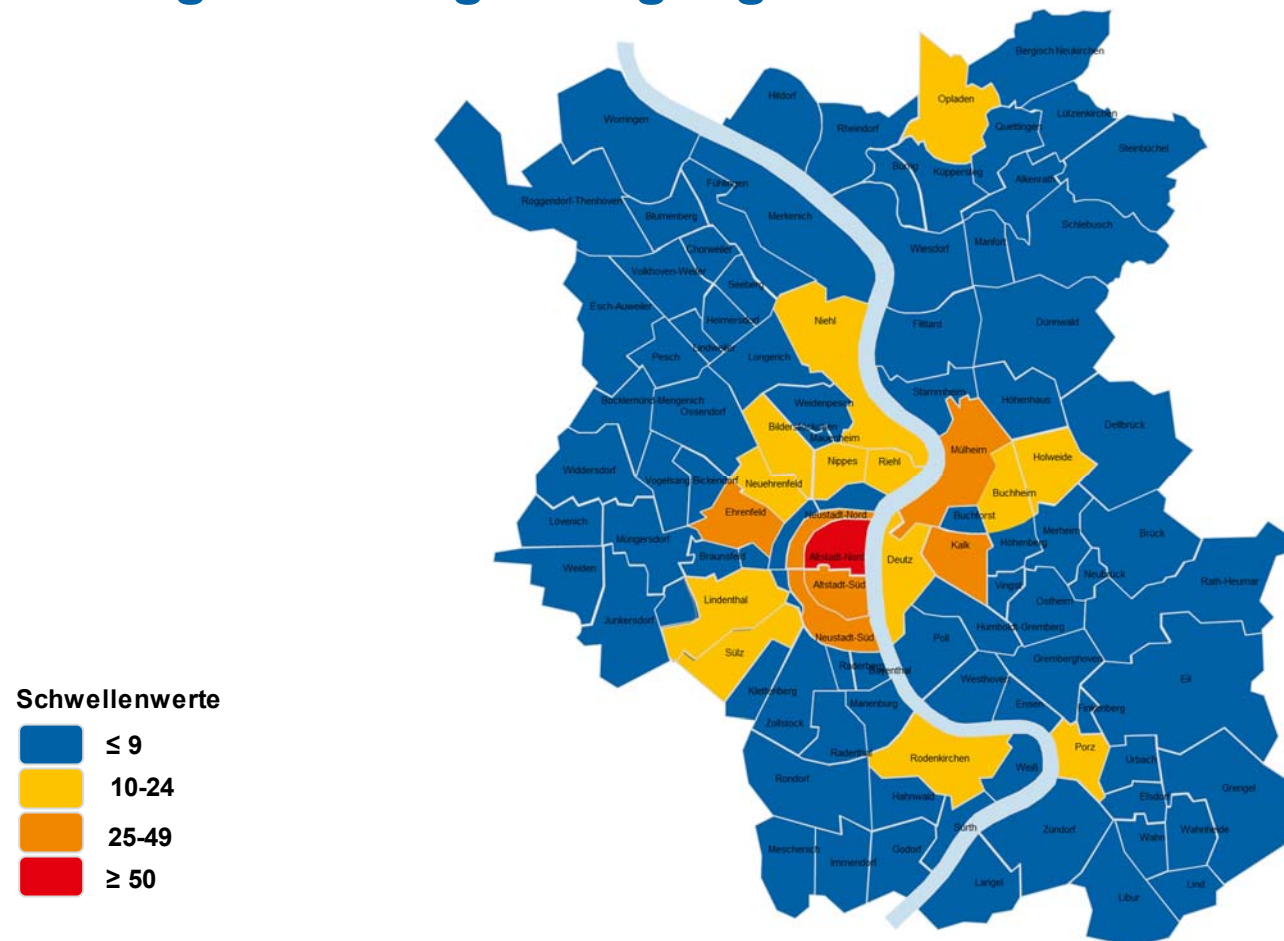 Bergisch Neukirchen
Hitdorf
Opladen
Worringen
Rheindorf
Quettingen
Lützenkirchen
Steinbüchel
Bürrig
Küppersteg
Alkenrath
Fühlingen
Roggendorf-Thenhoven
Blumenberg
Merkenich
Schlebusch
Wiesdorf
Manfort
Chorweiler
Volkhoven-Weiler
Seeberg
Esch-Auweiler
Heimersdorf
Niehl
Flittard
Dünnwald
Lindweiler
Pesch
Longerich
Stammheim
Höhenhaus
Bocklemünd-Mengenich
Ossendorf
Weidenpesch
Bilderstöckchen
Mauenheim
Dellbrück
Mülheim
Holweide
Widdersdorf
Vogelsang
Bickendorf
Neuehrenfeld
Nippes
Riehl
Buchheim
Ehrenfeld
Neustadt-Nord
Buchforst
Lövenich
Müngersdorf
Merheim
Brück
Braunsfeld
Altstadt-Nord
Deutz
Kalk
Höhenberg
Weiden
Neubrück
Rath-Heumar
Altstadt-Süd
Vingst
Ostheim
Lindenthal
Junkersdorf
Neustadt-Süd
Poll
Humboldt-Gremberg
Sülz
Raderberg
Bayenthal
Gremberghoven
Westhoven
Eil
Klettenberg
Marienburg
Ensen
Finkenberg
Zollstock
Raderthal
Rodenkirchen
Porz
Weiß
Urbach
Rondorf
Hahnwald
Elsdorf
Grengel
Sürth
Zündorf
Wahn
Wahnheide
Meschenich
Immendorf
Godorf
Langel
Libur
Lind
Schwellenwerte
≤ 9
10-24
25-49
≥ 50